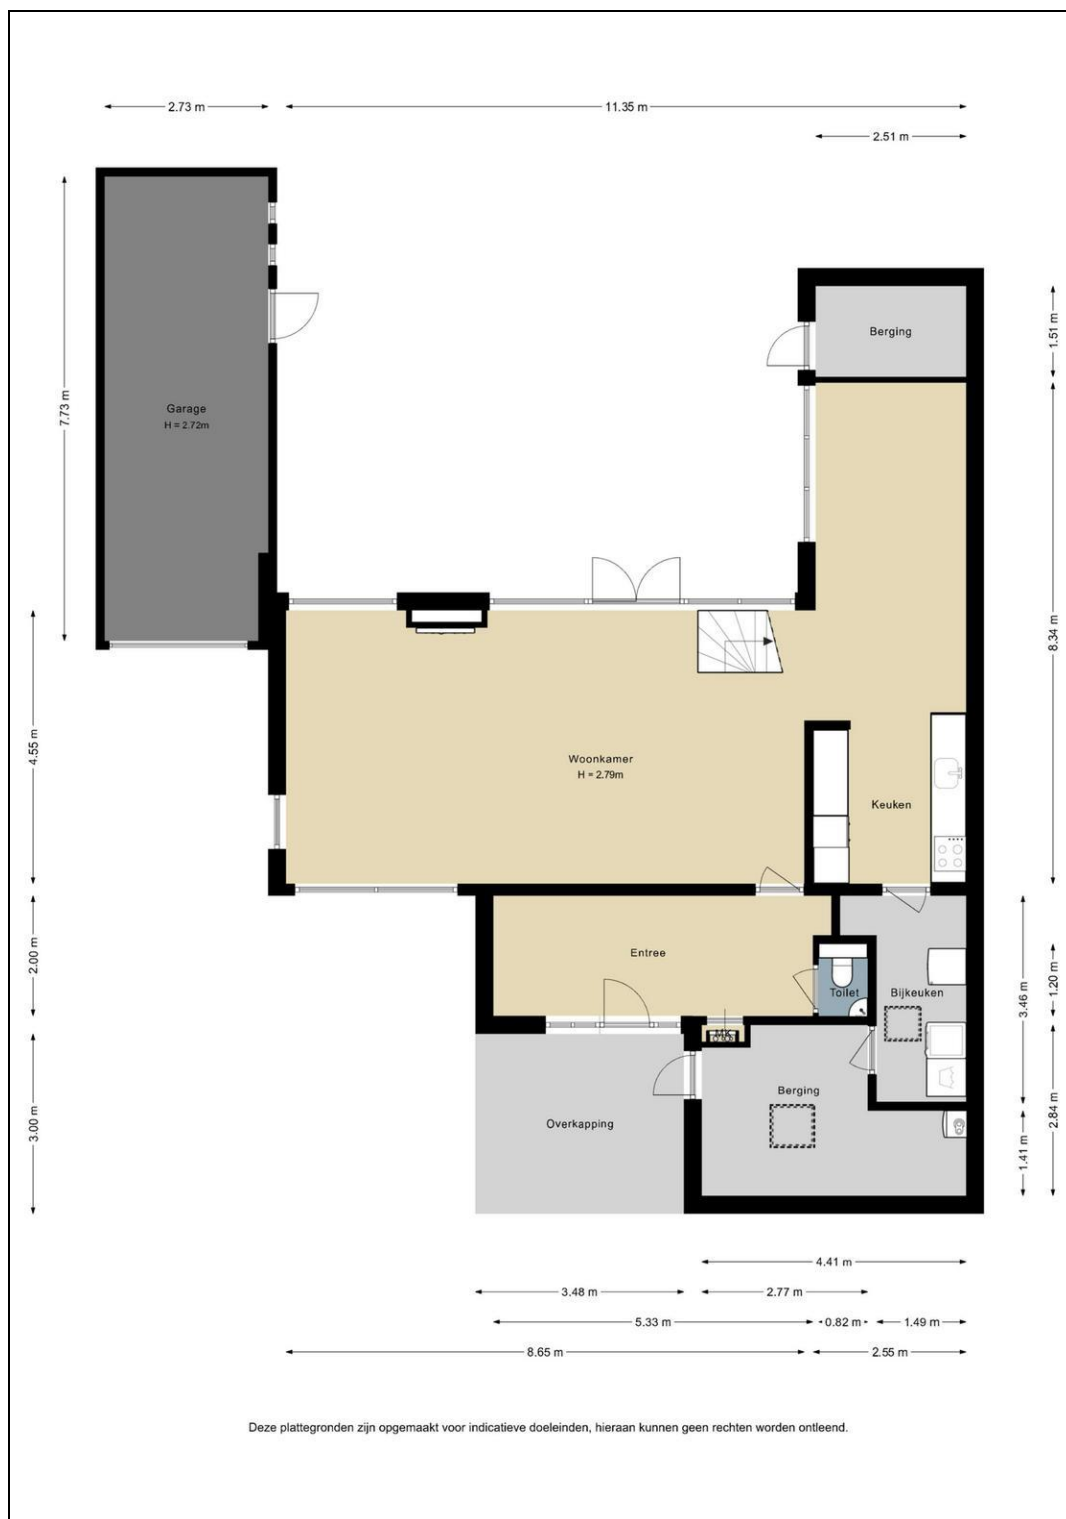 2.73 m
11.35 m
2.51 m
1.51 m
Berging
7.73 m
Garage
H = 2.72m
8.34 m
4.55 m
Woonkamer
H = 2.79m
Keuken
2.00 m
Entree
Toilet
Bijkeuken
3.46 m
1.20 m
3.00 m
Overkapping
Berging
2.84 m
1.41 m
4.41 m
3.48 m
2.77 m
5.33 m
0.82 m
1.49 m
8.65 m
2.55 m
Deze plattegronden zijn opgemaakt voor indicatieve doeleinden, hieraan kunnen geen rechten worden ontleend.